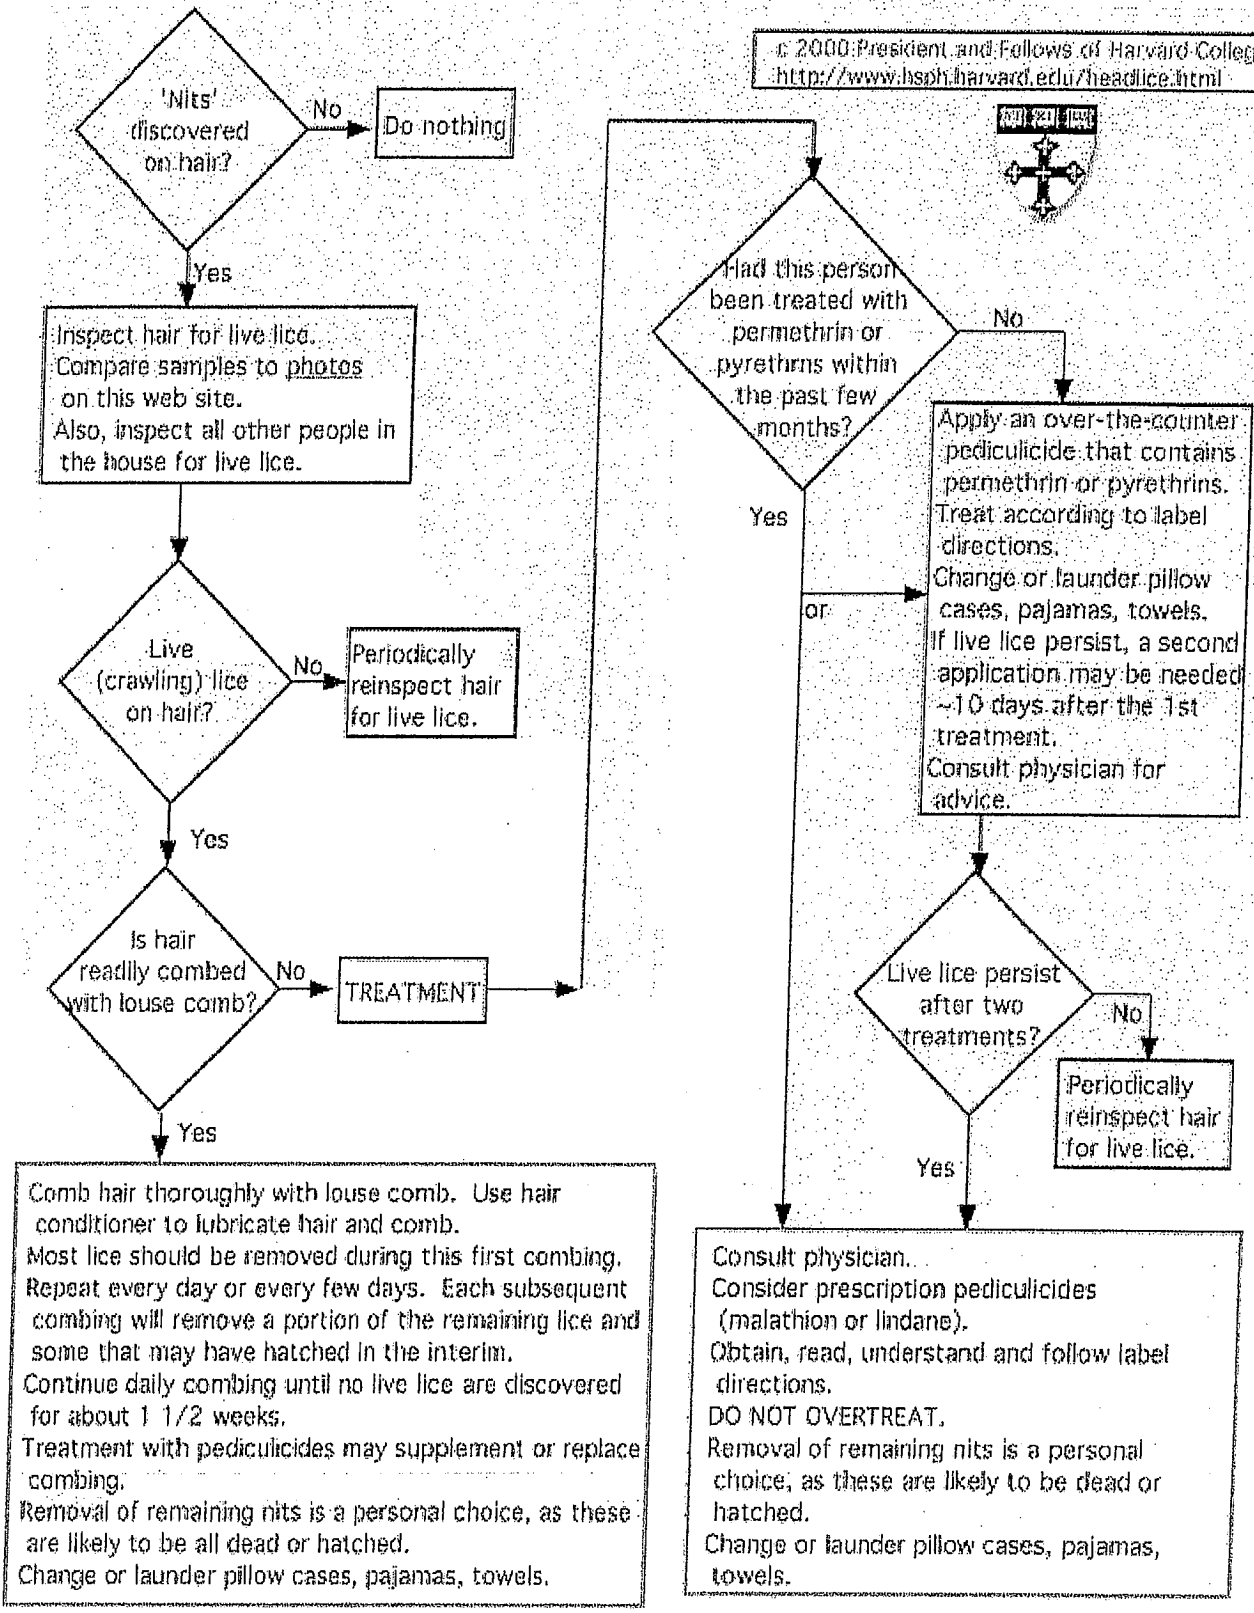 'Nits'
discovered
on hair?
No
Do nothing
Yes
Inspect hair for live lice.
Compare samples to photos
on this web site.
Also, inspect all other people in
the house for live lice.
Live
(crawling) lice
on hair?
No
Periodically
reinspect hair
for live lice.
Yes
Is hair
readily combed
with louse comb?
No
TREATMENT
Yes
Comb hair thoroughly with louse comb. Use hair
conditioner to lubricate hair and comb.
Most lice should be removed during this first combing.
Repeat every day or every few days. Each subsequent
combing will remove a portion of the remaining lice and
some that may have hatched in the interim.
Continue daily combing until no live lice are discovered
for about 1 1/2 weeks.
Treatment with pediculicides may supplement or replace
combing.
Removal of remaining nits is a personal choice, as these
are likely to be all dead or hatched.
Change or launder pillow cases, pajamas, towels.
c 2000 President and Fellows of Harvard Colleg
http://www.hsph.harvard.edu/headlice.html
Had this person
been treated with
permethrin or
pyrethrns within
the past few
months?
No
Yes
or
Apply an over-the-counter
pediculicide that contains
permethrin or pyrethrins.
Treat according to label
directions.
Change or launder pillow
cases, pajamas, towels.
If live lice persist, a second
application may be needed
~10 days after the 1st
treatment.
Consult physician for
advice.
Live lice persist
after two
treatments?
No
Periodically
reinspect hair
for live lice.
Yes
Consult physician.
Consider prescription pediculicides
(malathion or lindane).
Obtain, read, understand and follow label
directions.
DO NOT OVERTREAT.
Removal of remaining nits is a personal
choice, as these are likely to be dead or
hatched.
Change or launder pillow cases, pajamas,
towels.